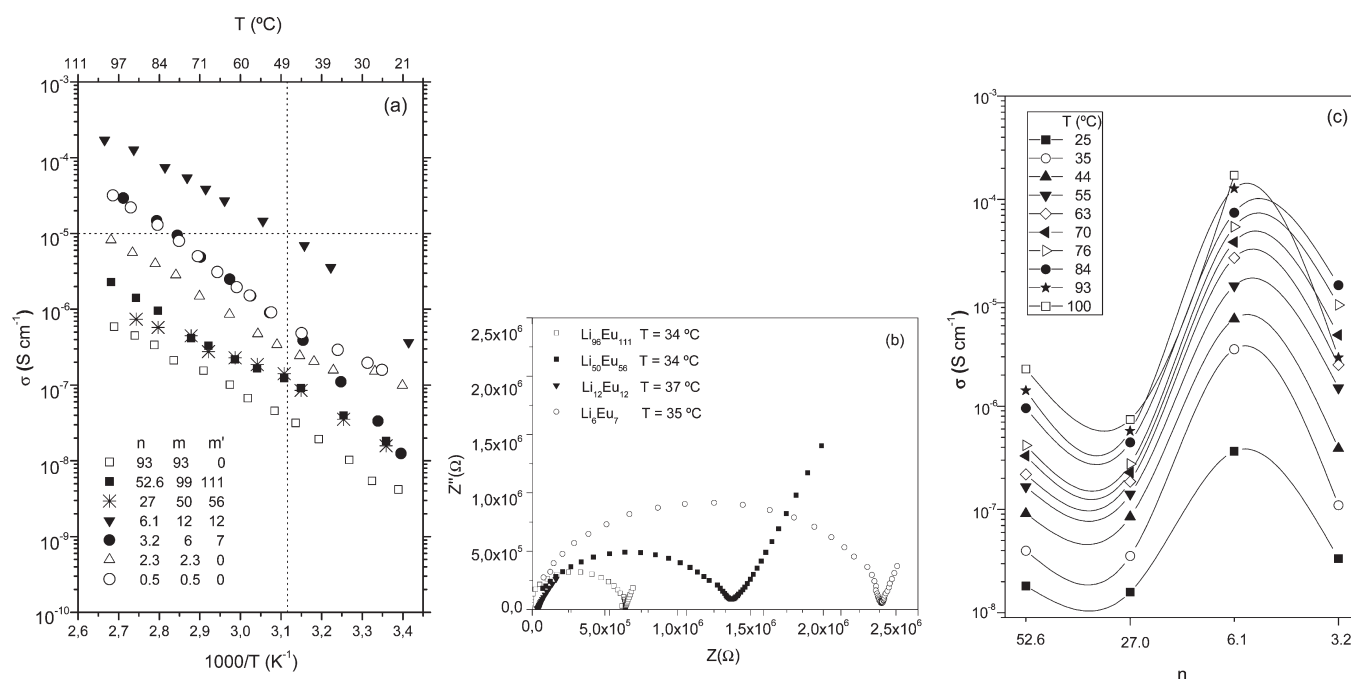 T (ºC)
111 97 84 71 60 49 39 30 21
(a)
10-3
10-4
10-5
10-6
10-7
10-8
10-9
10-10
σ (S cm-1)
n m m'
93 93 0
52.6 99 111
27 50 56
6.1 12 12
3.2 6 7
2.3 2.3 0
0.5 0.5 0
2,6 2,7 2,8 2,9 3,0 3,1 3,2 3,3 3,4
1000/T (K-1)
(b)
2,5x106
2,0x106
1,5x106
1,0x106
5,0x105
0,0
Z''(Ω)
Li96Eu111 T = 34 ºC
Li50Eu56 T = 34 ºC
Li12Eu12 T = 37 ºC
Li6Eu7 T = 35 ºC
0,0 5,0x105 1,0x106 1,5x106 2,0x106 2,5x106
Z(Ω)
(c)
10-3
10-4
10-5
10-6
10-7
10-8
σ (S cm-1)
T (ºC)
25
35
44
55
63
70
76
84
93
100
52.6 27.0 6.1 3.2
n